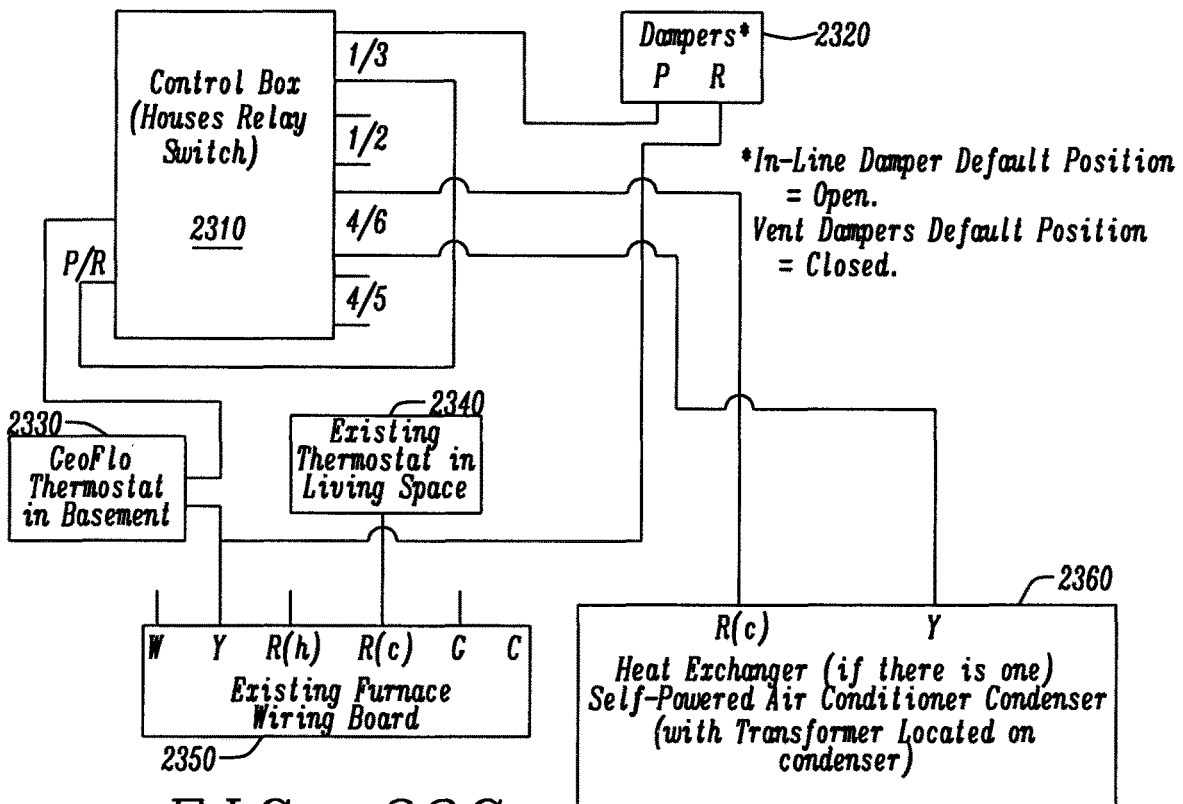 Control Box
(Houses Relay
Switch)
2310
P/R
1/3
1/2
4/6
4/5
Dampers*
P R
2320
*In-Line Damper Default Position
= Open.
Vent Dampers Default Position
= Closed.
2330
GeoFlo
Thermostat
in Basement
2340
Existing
Thermostat in
Living Space
W Y R(h) R(c) G C
Existing Furnace
Wiring Board
2350
2360
R(c) Y
Heat Exchanger (if there is one)
Self-Powered Air Conditioner Condenser
(with Transformer Located on
condenser)